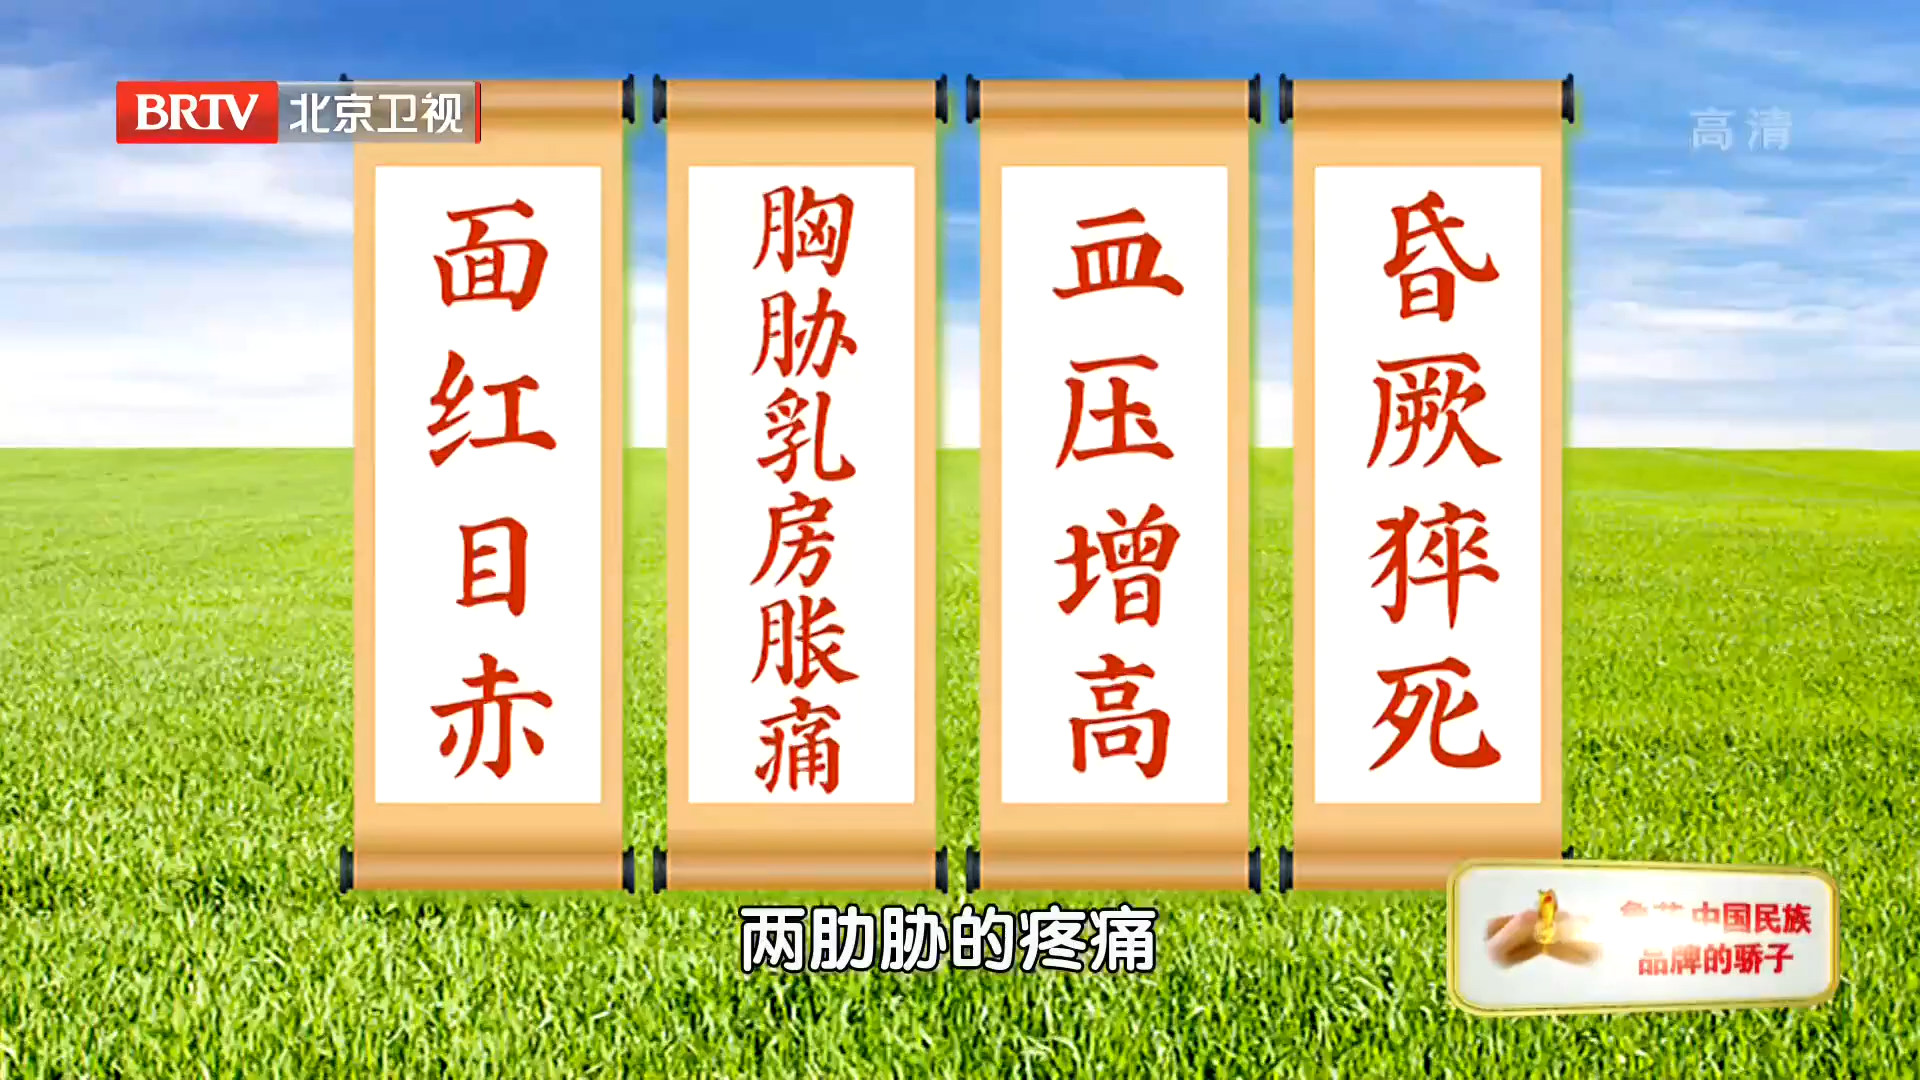 BRTV 北京卫视
高清
面红目赤
胸胁乳房胀痛
血压增高
昏厥猝死
两肋胁的疼痛
中国民族
品牌的骄子